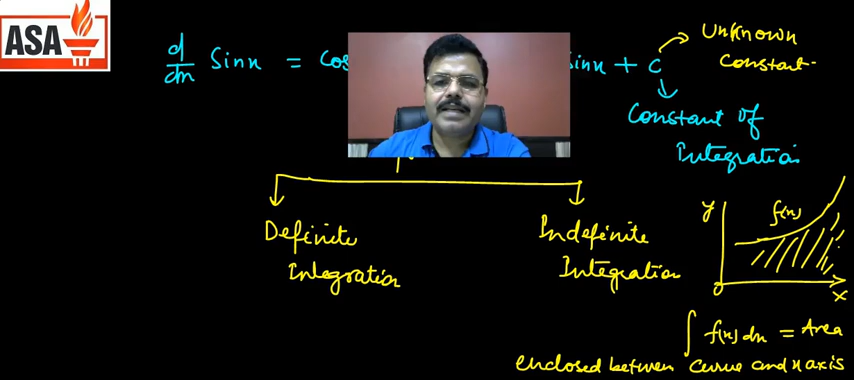 ASA
d/dx Sinx = cos
sinx + c
Unknown
Constant
Constant of
Integration
Definite
Integration
Indefinite
Integration
y
f(x)
x
∫ f(x) dx = Area
enclosed between curve and x axis